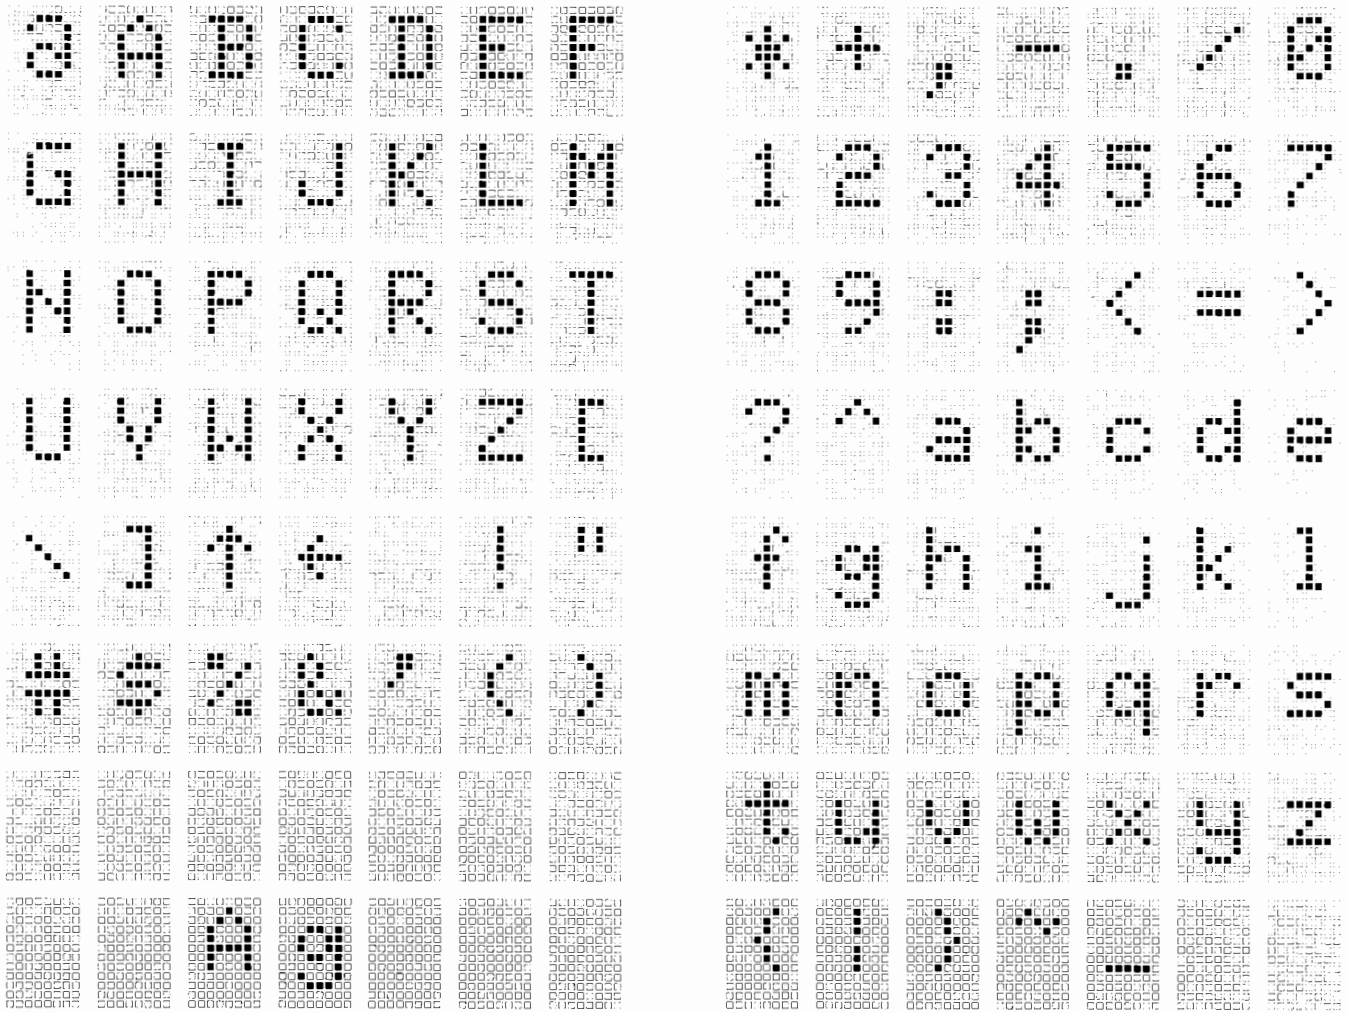 @ A B C D E F
G H I J K L M
N O P Q R S T
U V W X Y Z [
\ ] ↑ ← ! "
# $ % & ' ( )
A g
* + , - . / 0
1 2 3 4 5 6 7
8 9 : ; < = >
? ^ a b c d e
f g h i j k l
m n o p q r s
t u v w x y z
{ | } ~ _